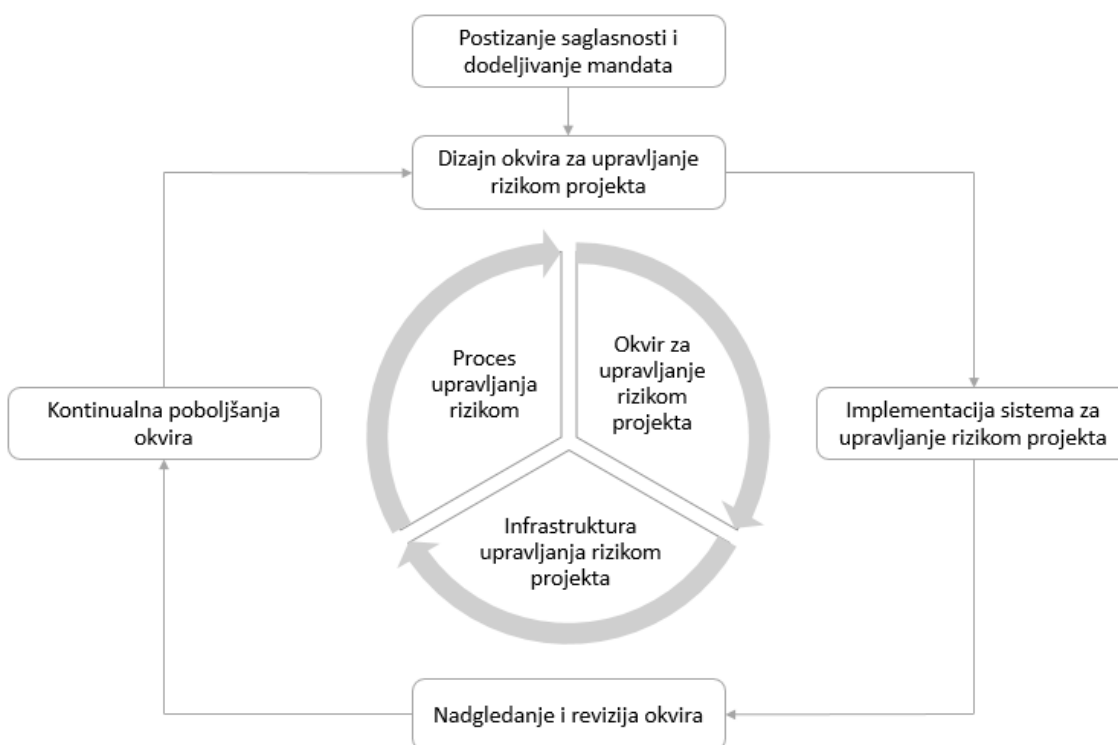 Postizanje saglasnosti i
dodeljivanje mandata
Dizajn okvira za upravljanje
rizikom projekta
Proces
upravljanja
rizikom
Okvir za
upravljanje
rizikom
projekta
Kontinualna poboljšanja
okvira
Implementacija sistema za
upravljanje rizikom projekta
Infrastruktura
upravljanja rizikom
projekta
Nadgledanje i revizija okvira